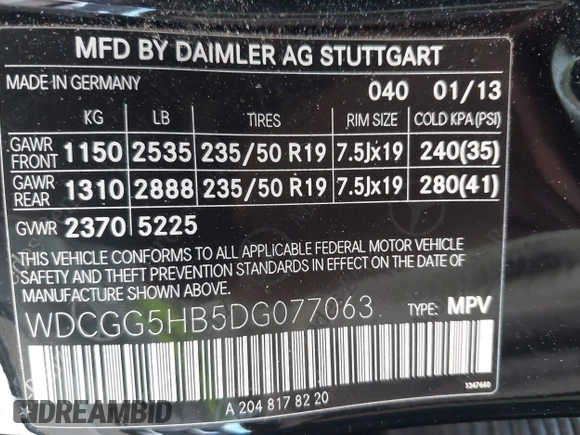 MFD BY DAIMLER AG STUTTGART
MADE IN GERMANY 040 01/13
KG LB TIRES RIM SIZE COLD KPA(PSI)
GAWR FRONT 1150 2535 235/50 R19 7.5Jx19 240(35)
GAWR REAR 1310 2888 235/50 R19 7.5Jx19 280(41)
GVWR 2370 5225
THIS VEHICLE CONFORMS TO ALL APPLICABLE FEDERAL MOTOR VEHICLE
SAFETY AND THEFT PREVENTION STANDARDS IN EFFECT ON THE DATE OF
MANUFACTURE SHOWN ABOVE.
WDCGG5HB5DG077063 TYPE: MPV
1347660
A 204 817 82 20
DREAMBID